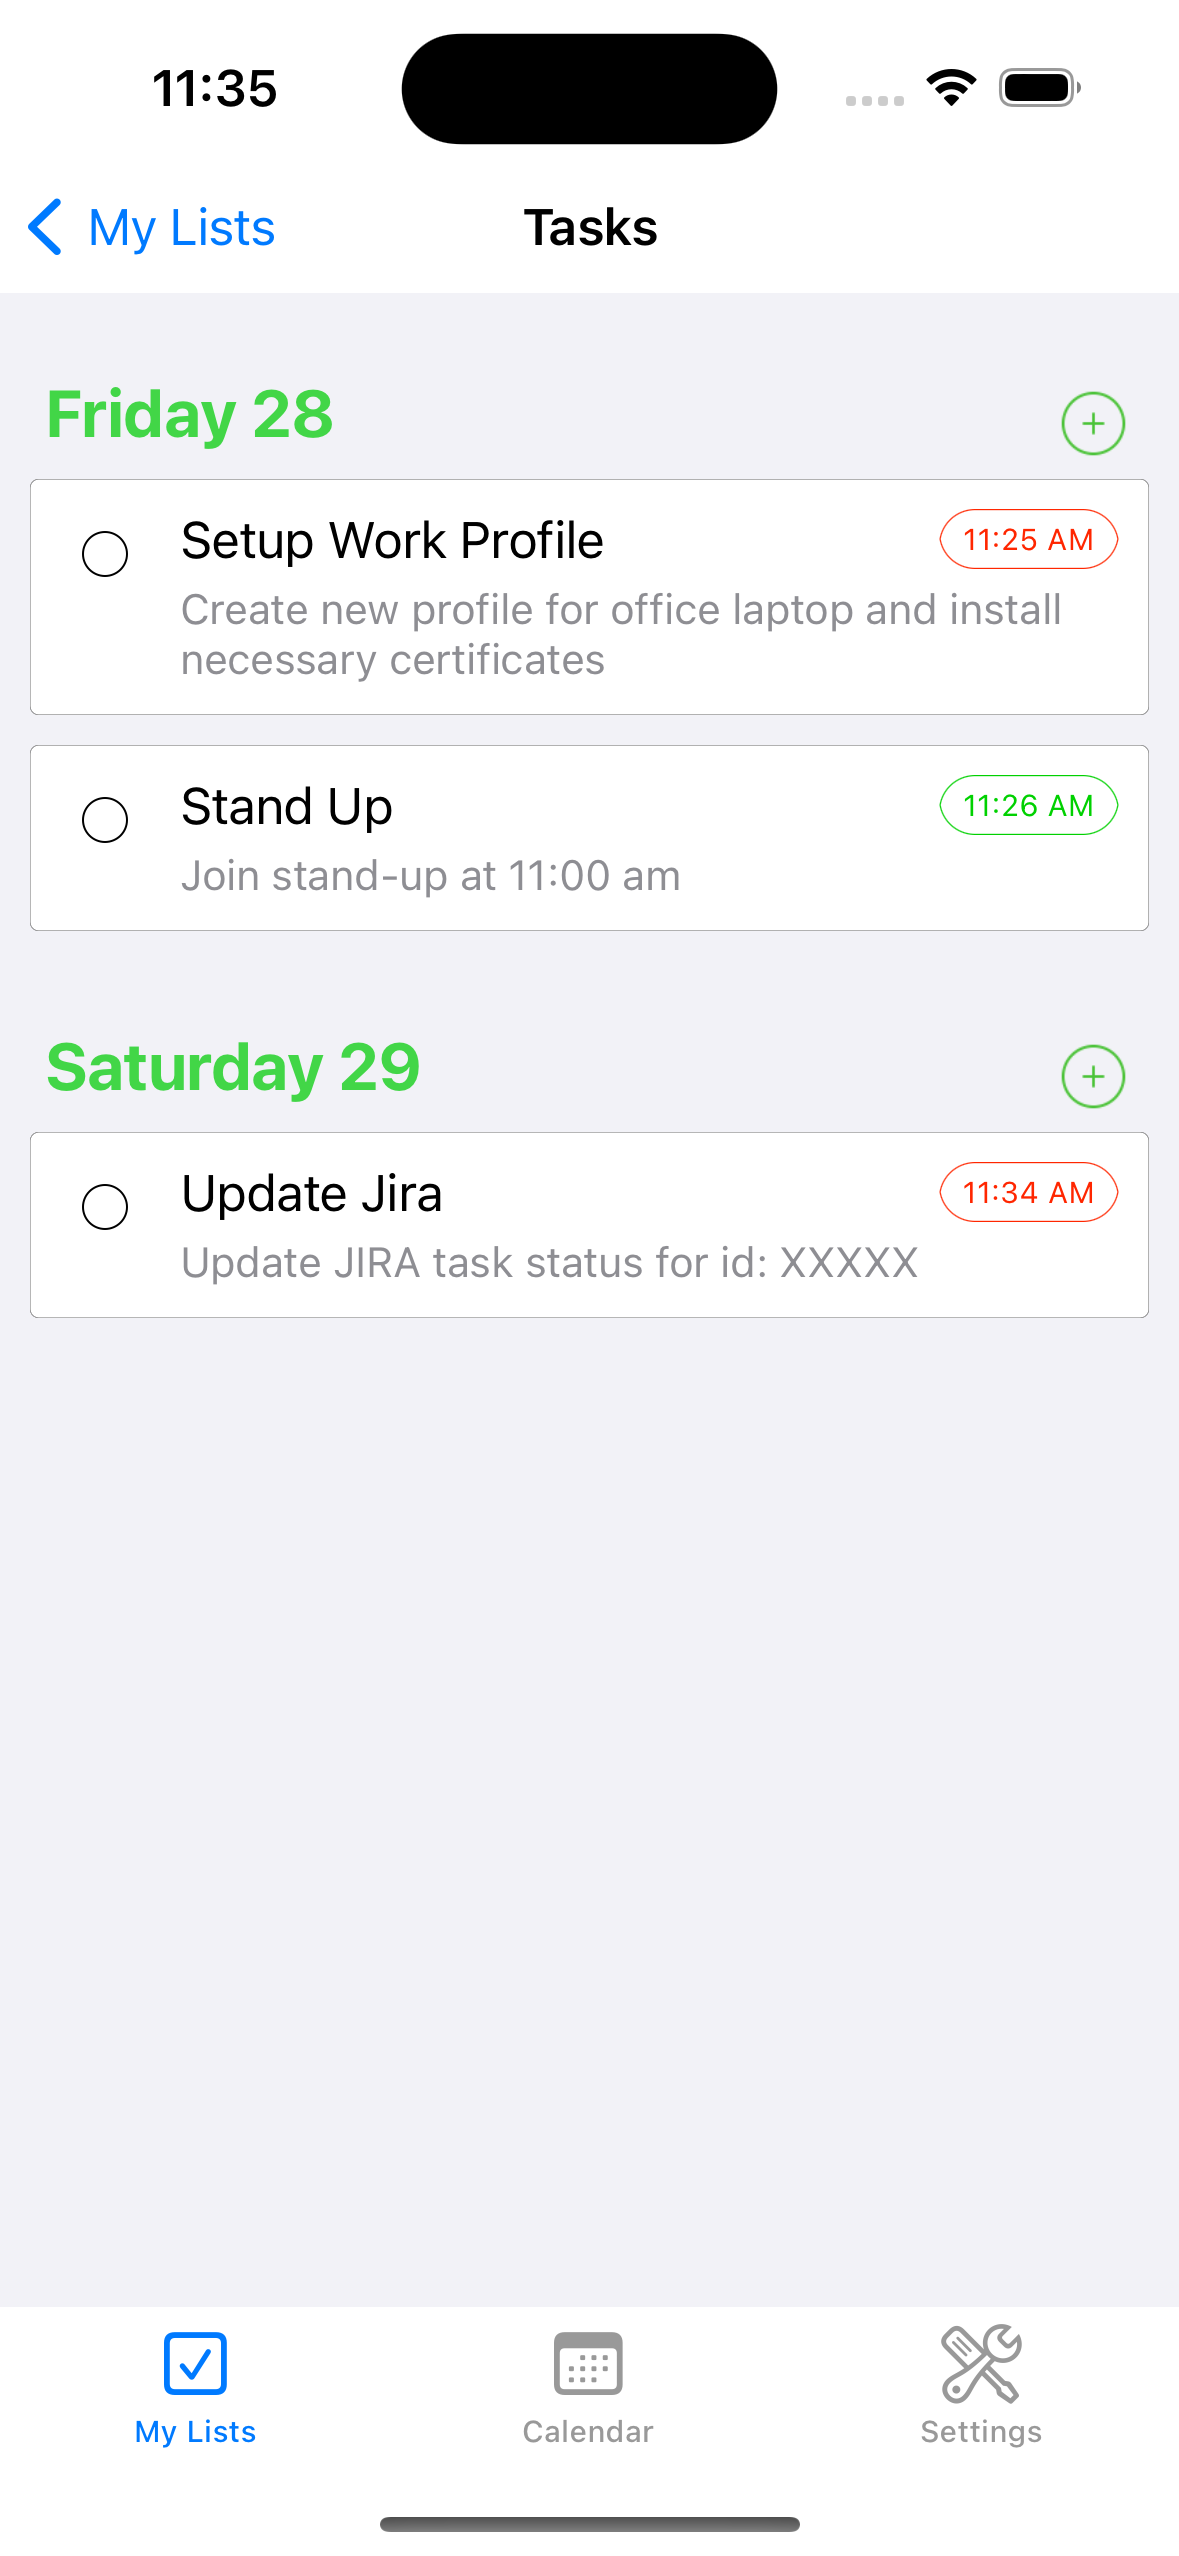 11:35
My Lists
Tasks
Friday 28
Setup Work Profile
11:25 AM
Create new profile for office laptop and install
necessary certificates
Stand Up
11:26 AM
Join stand-up at 11:00 am
Saturday 29
Update Jira
11:34 AM
Update JIRA task status for id: XXXXX
My Lists
Calendar
Settings